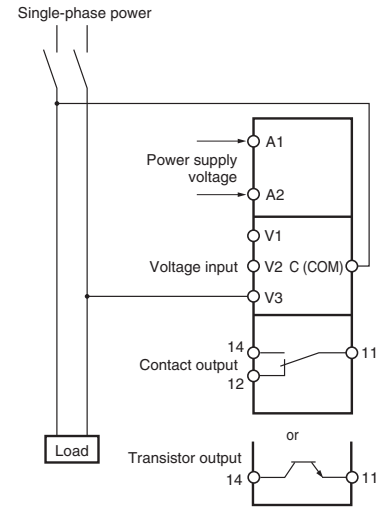 Single-phase power
A1
Power supply
voltage
A2
V1
Voltage input
V2 C (COM)
V3
14
11
Contact output
12
or
Load
Transistor output
14
11